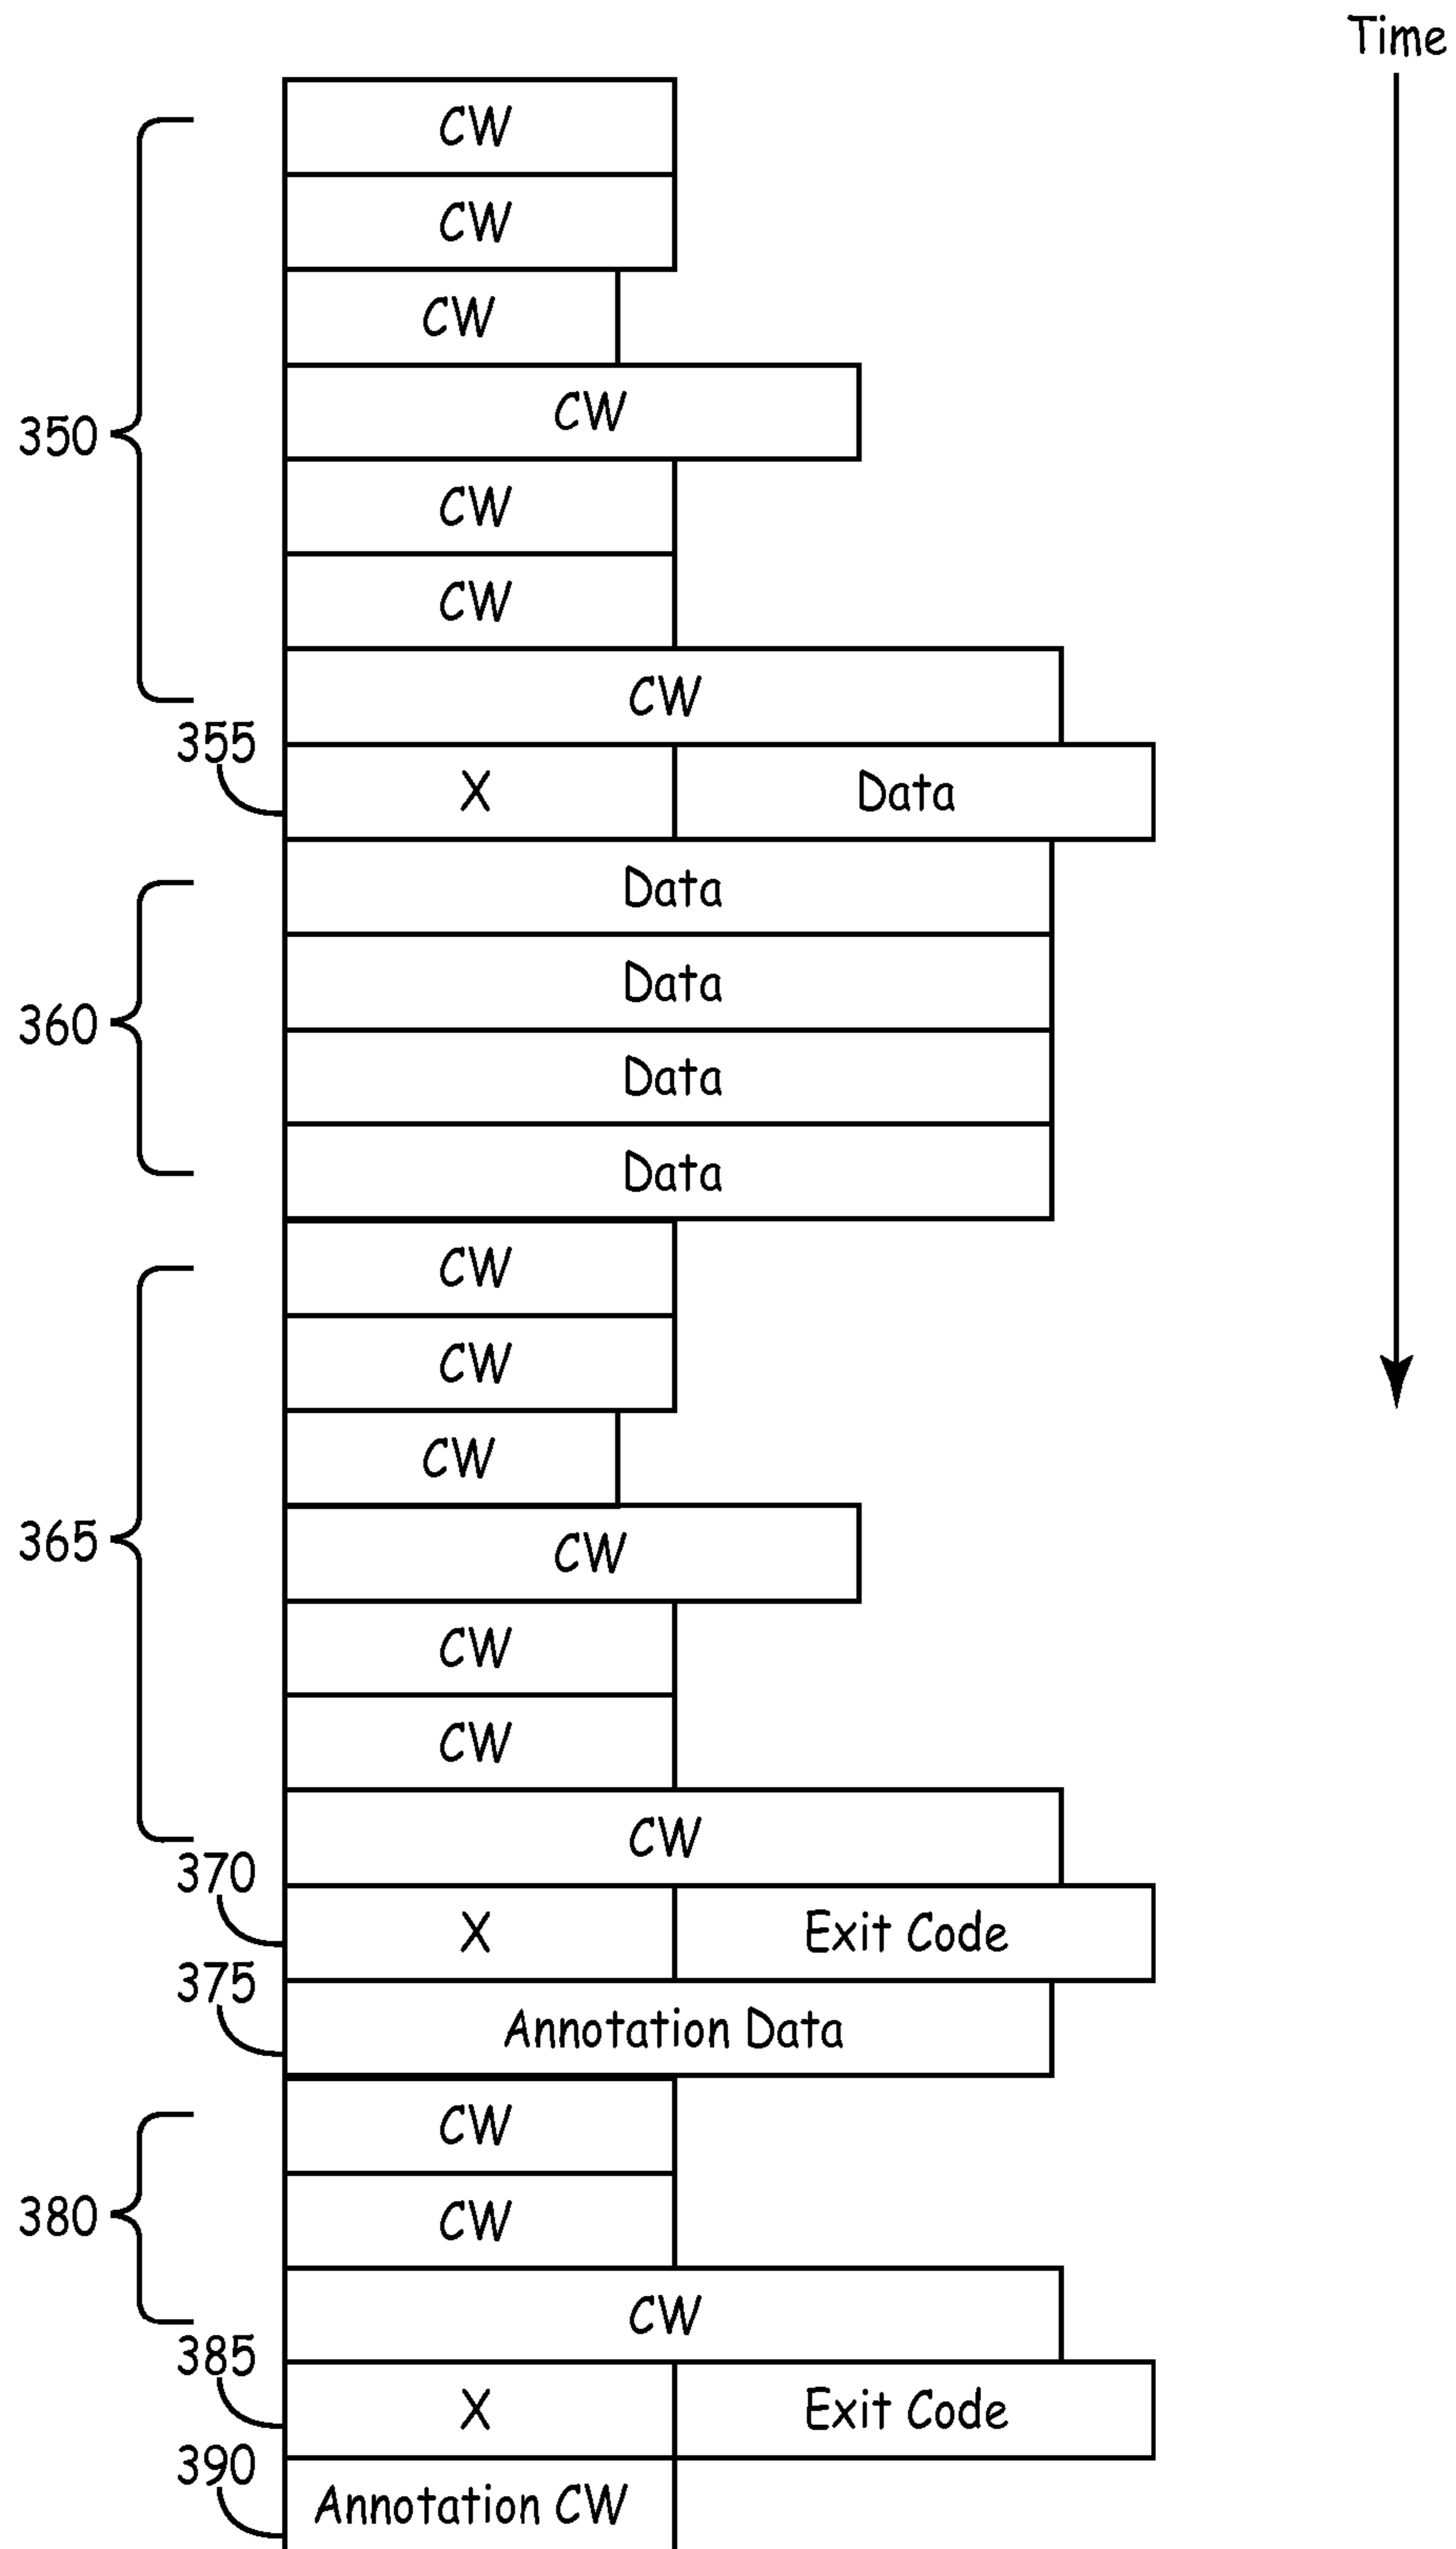 Time
CW
CW
CW
CW
350
CW
CW
CW
355
X Data
Data
Data
360
Data
Data
CW
CW
CW
365
CW
CW
CW
CW
370
X Exit Code
375
Annotation Data
CW
380
CW
CW
385
X Exit Code
390
Annotation CW